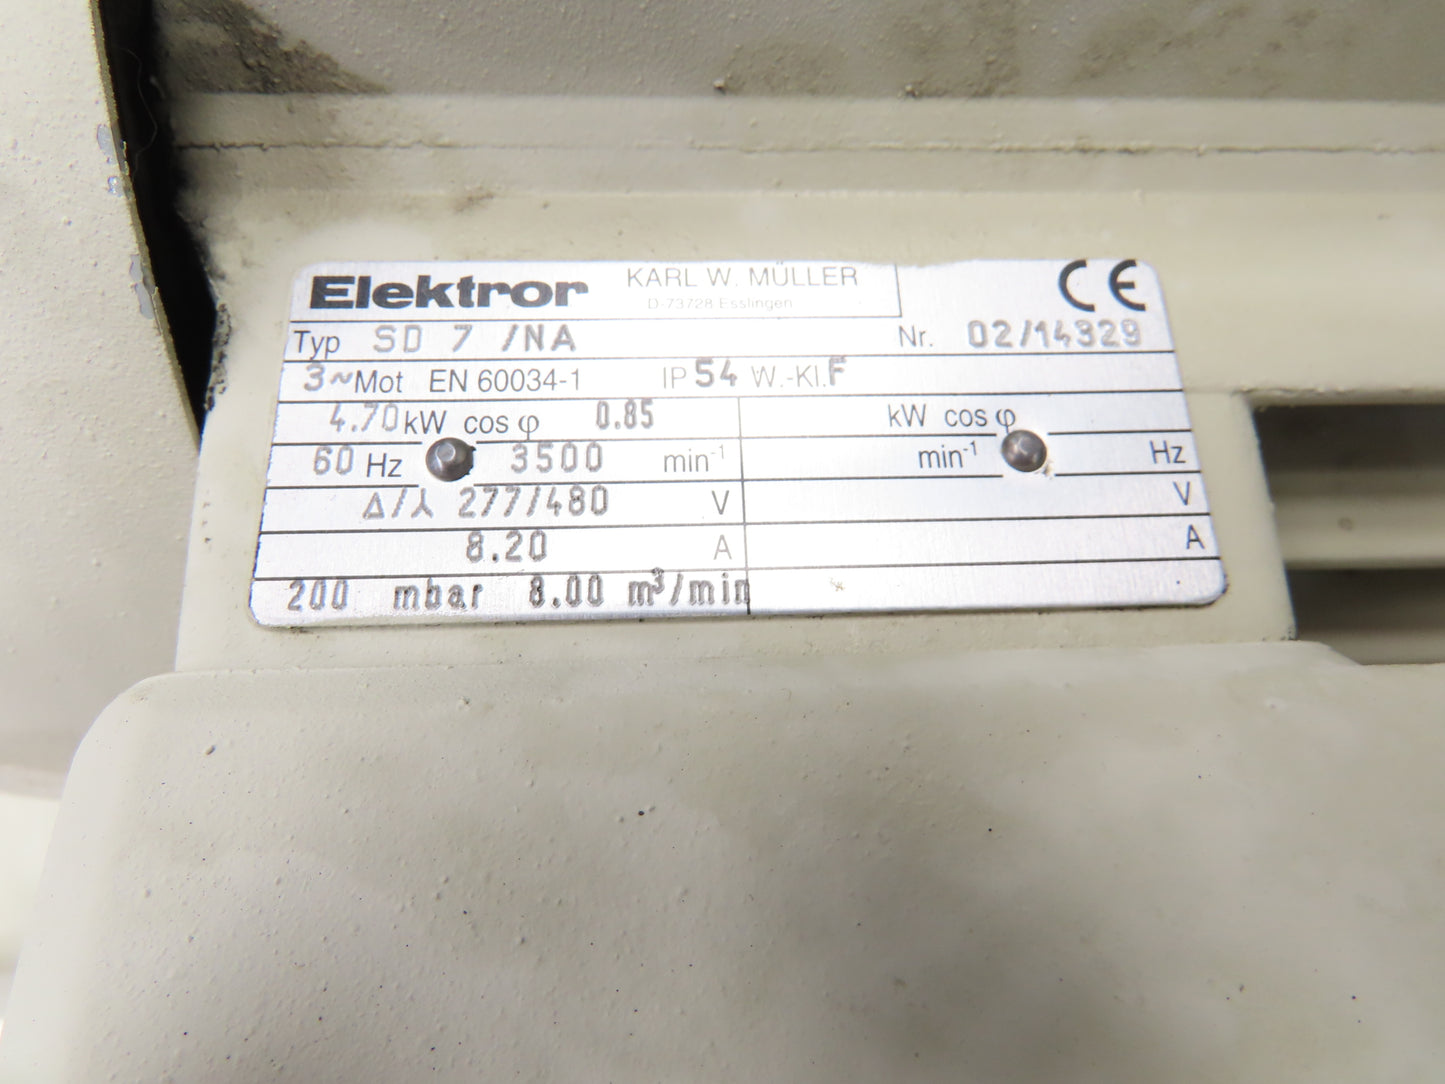 Elektror KARL W. MÜLLER
D-73728 Esslingen
CE
Typ SD 7 /NA Nr. 02/14329
3~Mot EN 60034-1 IP 54 W.-Kl. F
4.70 kW cos φ 0.85 kW cos φ
60 Hz 3500 min-1 min-1 Hz
Δ/⅄ 277/480 V V
8.20 A A
200 mbar 8.00 m³/min